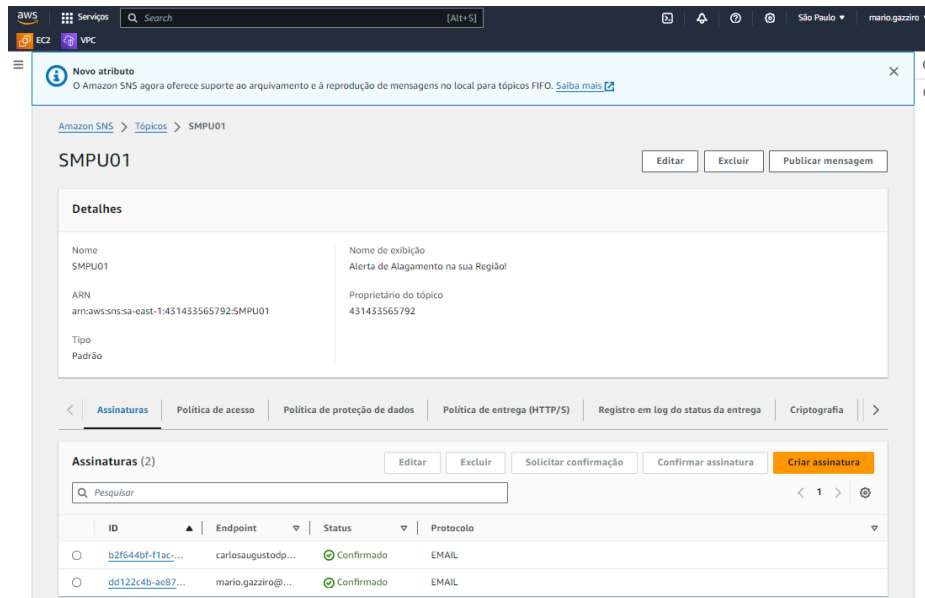 aws Serviços Search [Alt+S] São Paulo mario.gazziro
EC2 VPC
Novo atributo
O Amazon SNS agora oferece suporte ao arquivamento e à reprodução de mensagens no local para tópicos FIFO. Saiba mais
Amazon SNS > Tópicos > SMPU01
SMPU01
Editar Excluir Publicar mensagem
Detalhes
Nome
SMPU01
Nome de exibição
Alerta de Alagamento na sua Região!
ARN
arn:aws:sns:sa-east-1:431433565792:SMPU01
Proprietário do tópico
431433565792
Tipo
Padrão
Assinaturas Política de acesso Política de proteção de dados Política de entrega (HTTP/S) Registro em log do status da entrega Criptografia
Assinaturas (2)
Editar Excluir Solicitar confirmação Confirmar assinatura Criar assinatura
Pesquisar
1
ID Endpoint Status Protocolo
b2f644bf-f1ac-... carlosaugustodp... Confirmado EMAIL
dd122c4b-ae87... mario.gazziro@... Confirmado EMAIL